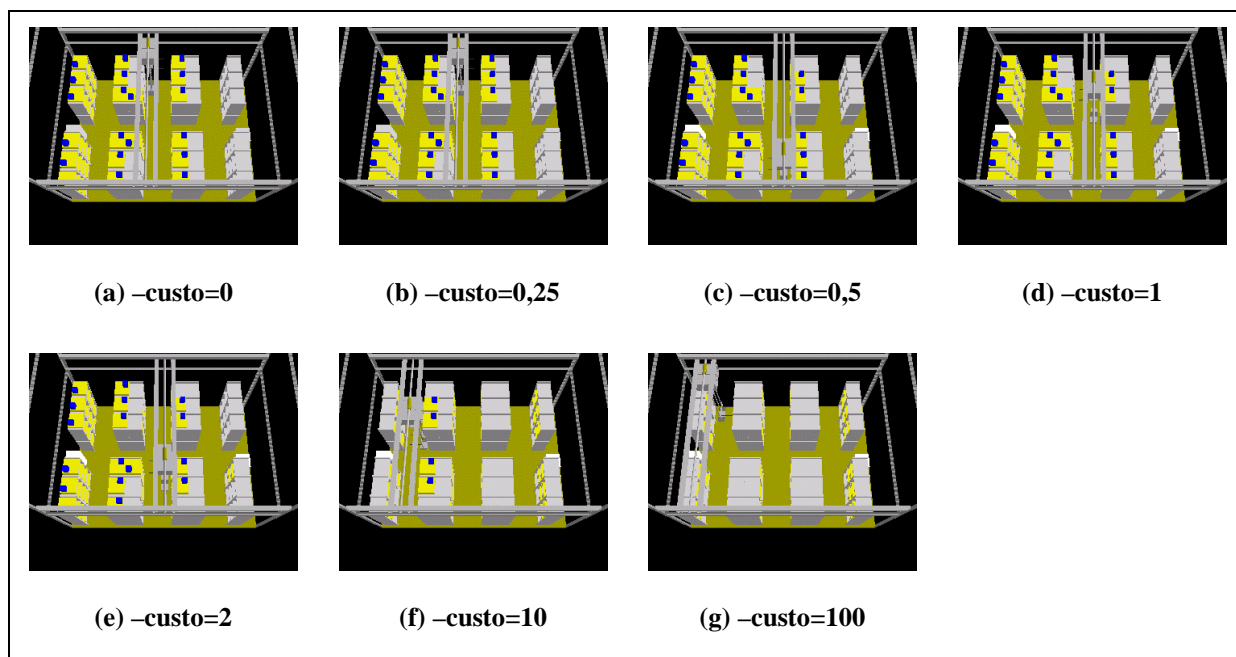 (a) –custo=0
(b) –custo=0,25
(c) –custo=0,5
(d) –custo=1
(e) –custo=2
(f) –custo=10
(g) –custo=100